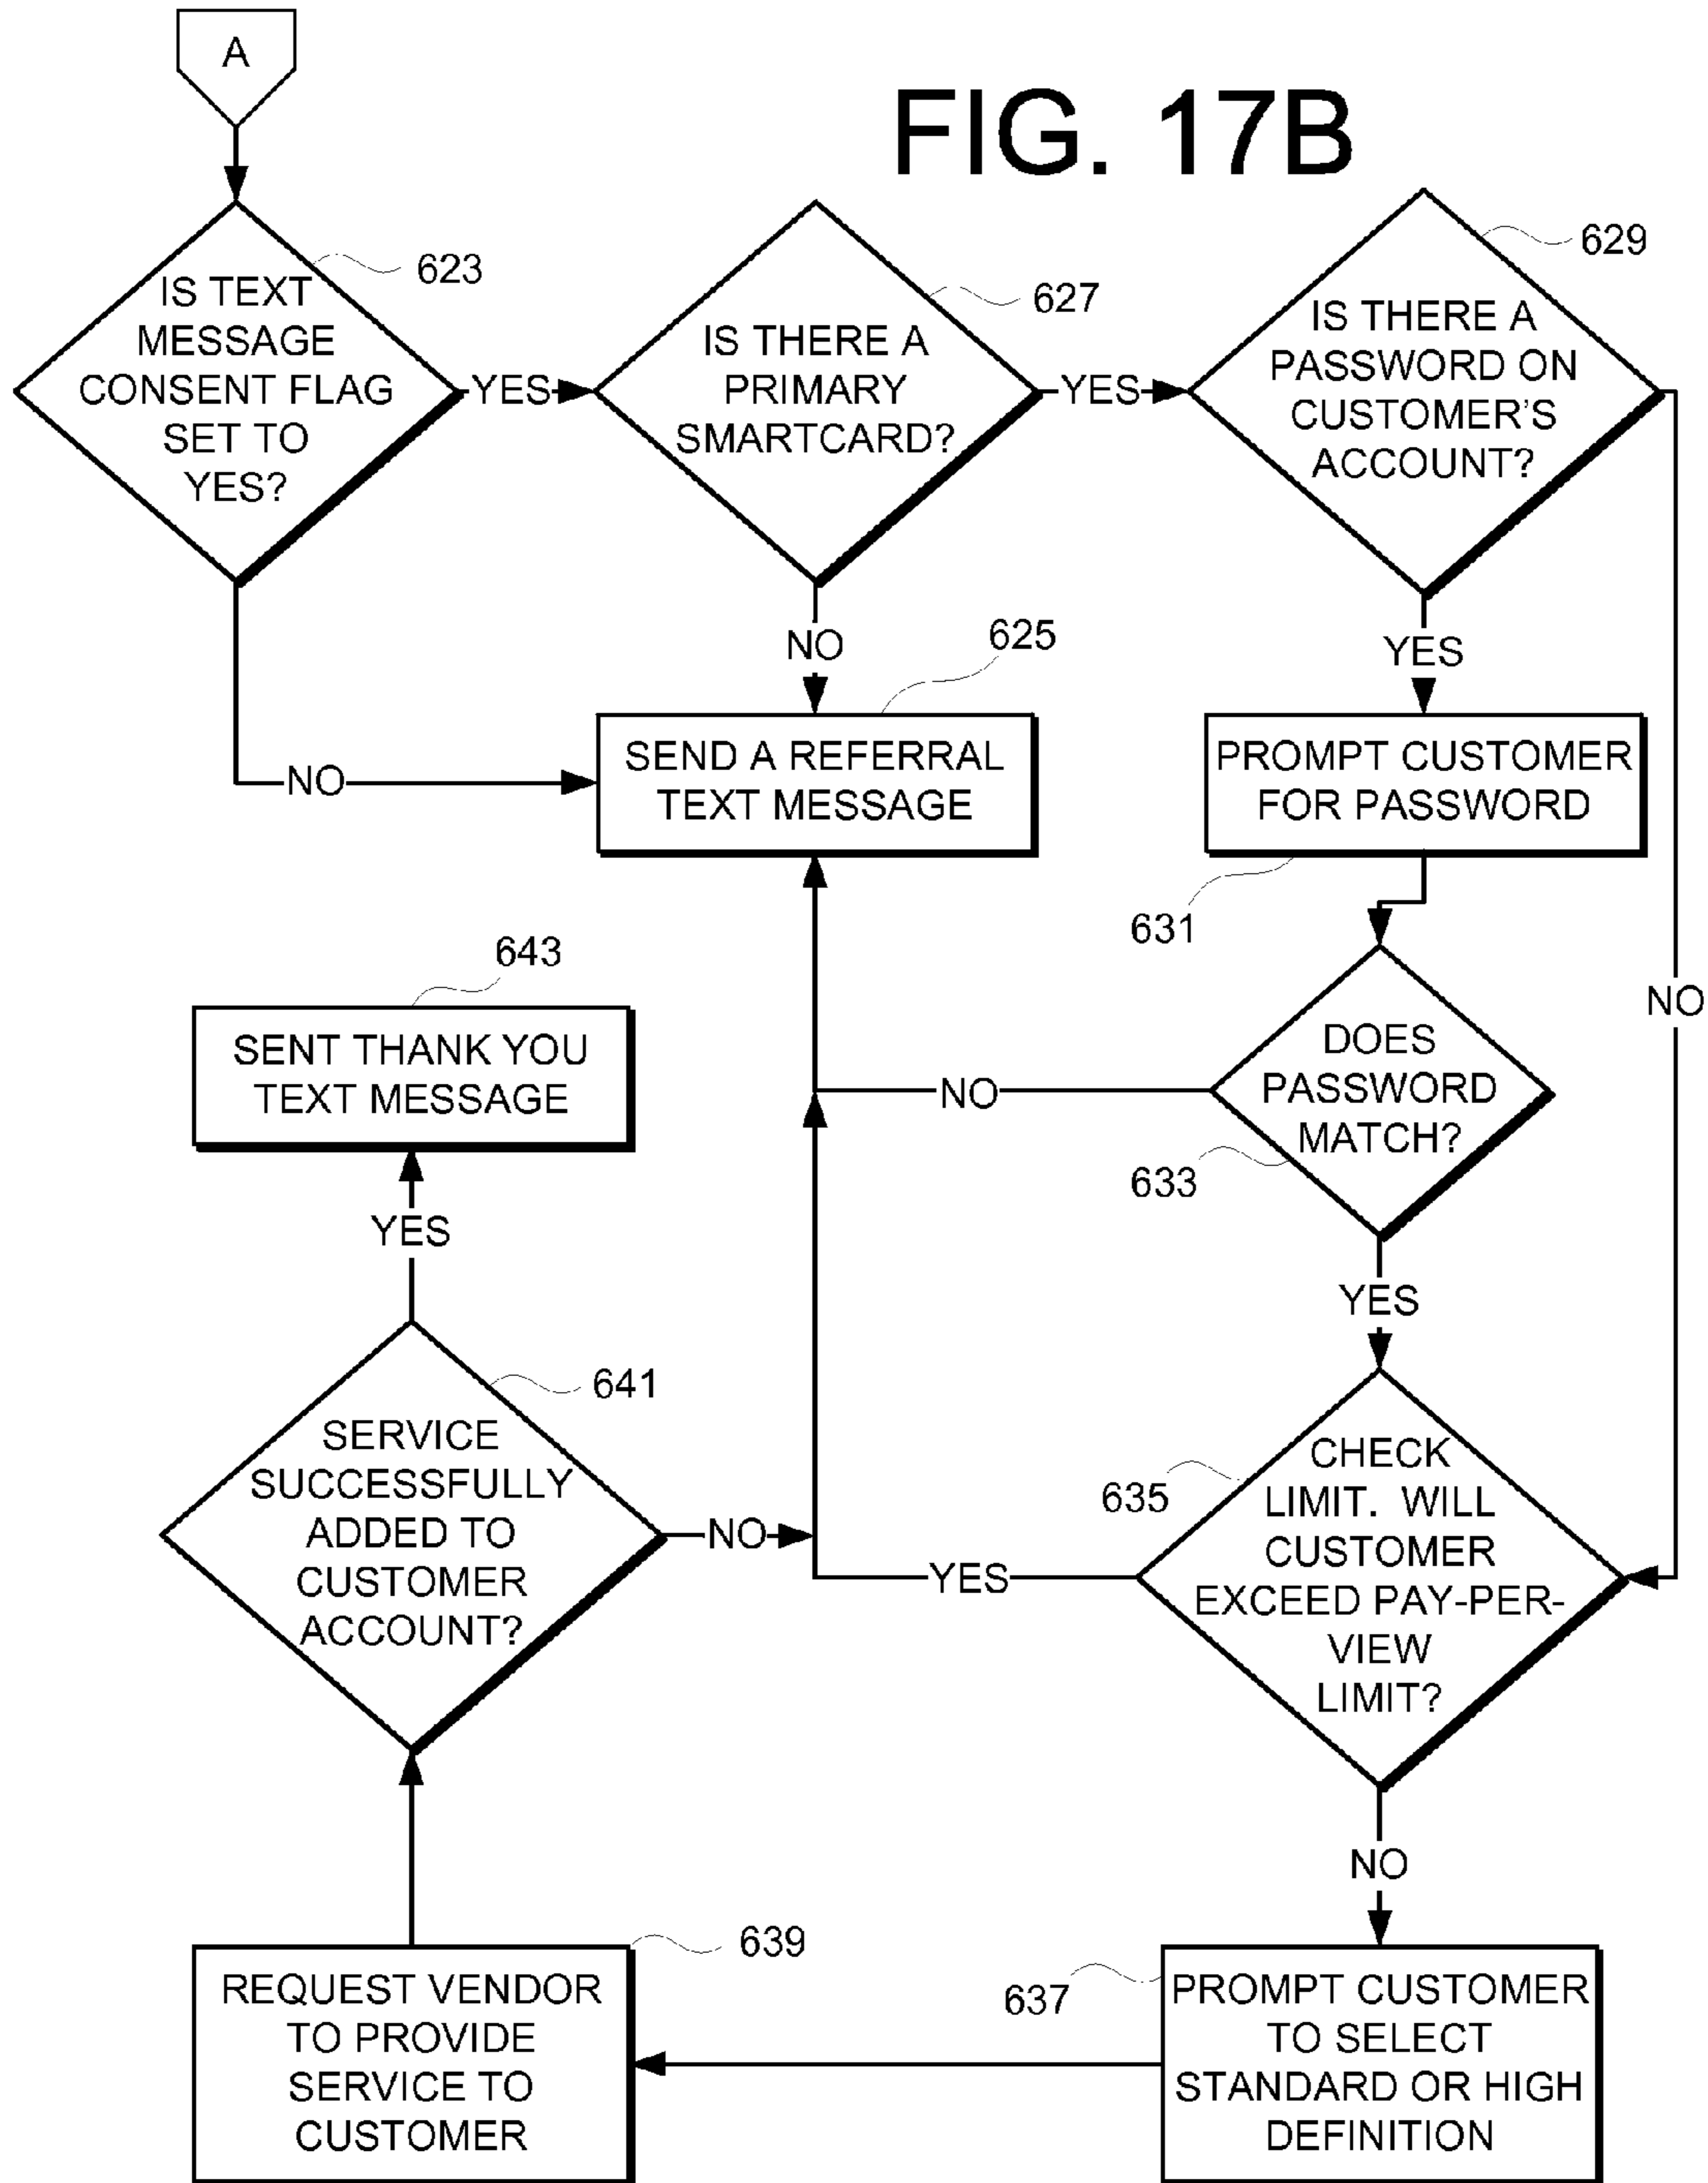 A
FIG. 17B
IS TEXT
MESSAGE
CONSENT FLAG
SET TO
YES?
623
YES
IS THERE A
PRIMARY
SMARTCARD?
627
YES
IS THERE A
PASSWORD ON
CUSTOMER'S
ACCOUNT?
629
NO
NO
YES
NO
625
SEND A REFERRAL
TEXT MESSAGE
PROMPT CUSTOMER
FOR PASSWORD
631
643
SENT THANK YOU
TEXT MESSAGE
DOES
PASSWORD
MATCH?
633
NO
YES
YES
641
SERVICE
SUCCESSFULLY
ADDED TO
CUSTOMER
ACCOUNT?
NO
635
CHECK
LIMIT. WILL
CUSTOMER
EXCEED PAY-PER-
VIEW
LIMIT?
YES
NO
639
REQUEST VENDOR
TO PROVIDE
SERVICE TO
CUSTOMER
637
PROMPT CUSTOMER
TO SELECT
STANDARD OR HIGH
DEFINITION